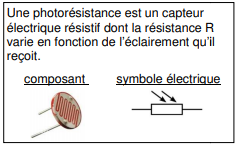 Une photorésistance est un capteur
électrique résistif dont la résistance R
varie en fonction de l'éclairement qu'il
reçoit.
composant symbole électrique